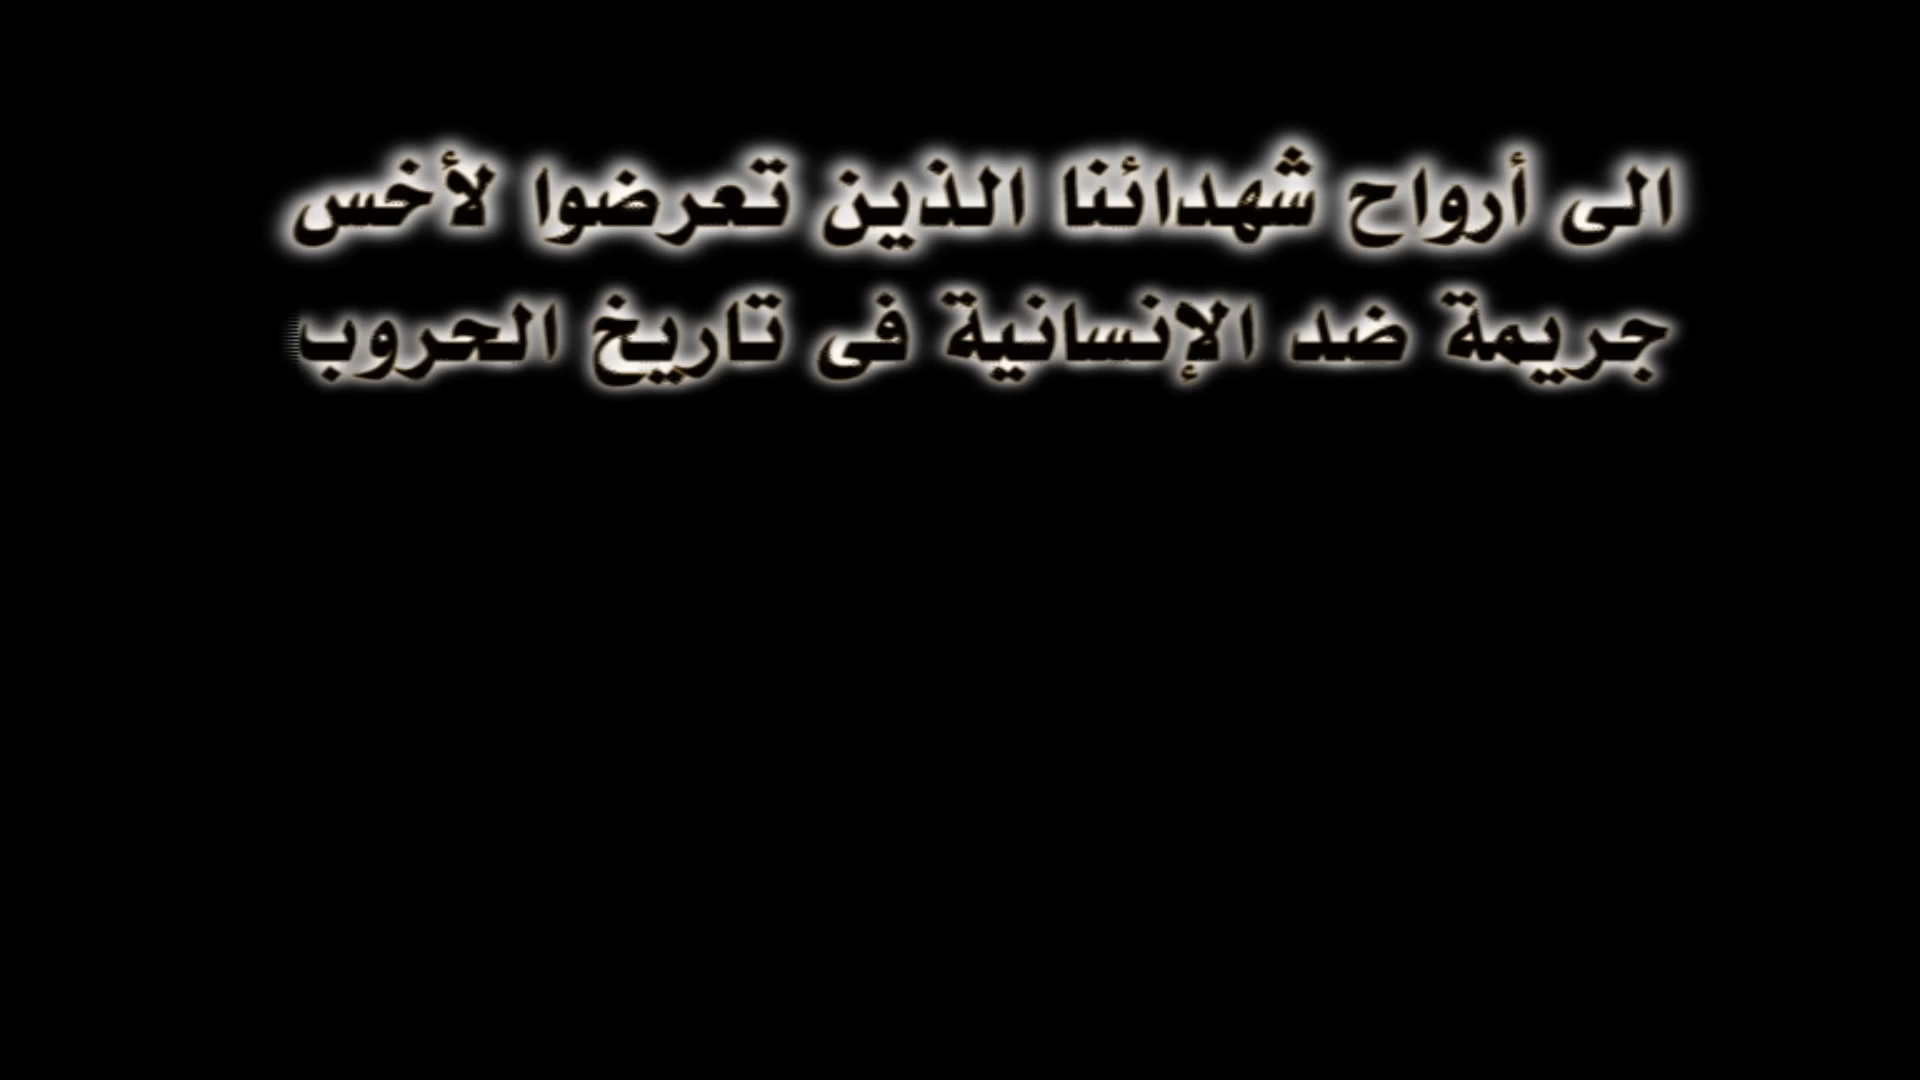 الى أرواح شهدائنا الذين تعرضوا لأخس
جريمة ضد الإنسانية فى تاريخ الحروب